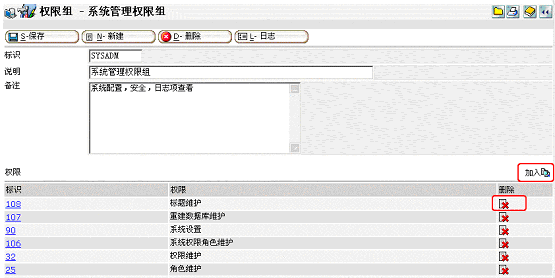 权限组 - 系统管理权限组
S-保存 N-新建 D-删除 L-日志
标识 SYSADM
说明 系统管理权限组
备注 系统配置,安全,日志项查看
权限 加入
标识 权限 删除
108 标题维护
107 重建数据库维护
90 系统设置
106 系统权限角色维护
32 权限维护
25 角色维护